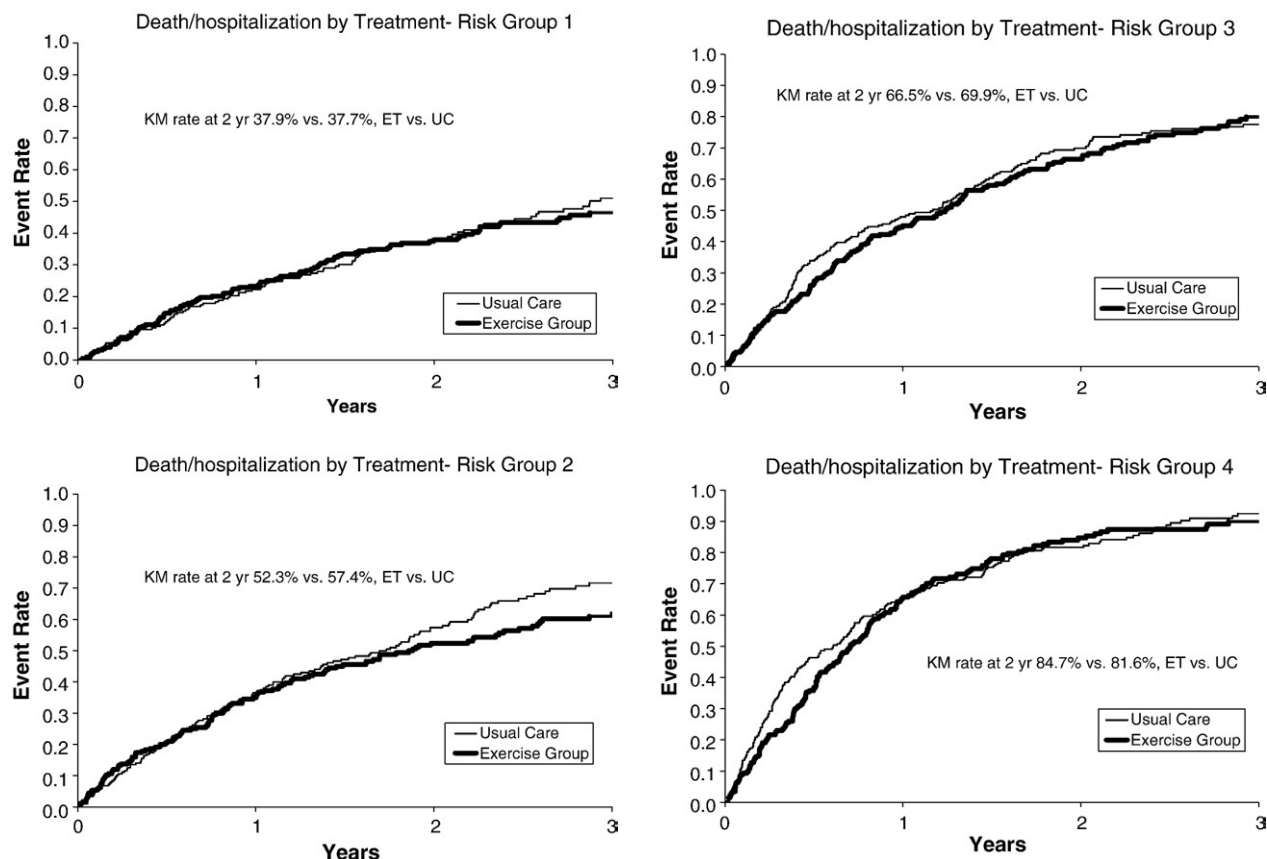 Death/hospitalization by Treatment- Risk Group 1
KM rate at 2 yr 37.9% vs. 37.7%, ET vs. UC
Event Rate
1.0
0.9
0.8
0.7
0.6
0.5
0.4
0.3
0.2
0.1
0.0
Usual Care
Exercise Group
0 1 2 3
Years
Death/hospitalization by Treatment- Risk Group 3
KM rate at 2 yr 66.5% vs. 69.9%, ET vs. UC
Event Rate
1.0
0.9
0.8
0.7
0.6
0.5
0.4
0.3
0.2
0.1
0.0
Usual Care
Exercise Group
0 1 2 3
Years
Death/hospitalization by Treatment- Risk Group 2
KM rate at 2 yr 52.3% vs. 57.4%, ET vs. UC
Event Rate
1.0
0.9
0.8
0.7
0.6
0.5
0.4
0.3
0.2
0.1
0.0
Usual Care
Exercise Group
0 1 2 3
Years
Death/hospitalization by Treatment- Risk Group 4
KM rate at 2 yr 84.7% vs. 81.6%, ET vs. UC
Event Rate
1.0
0.9
0.8
0.7
0.6
0.5
0.4
0.3
0.2
0.1
0.0
Usual Care
Exercise Group
0 1 2 3
Years